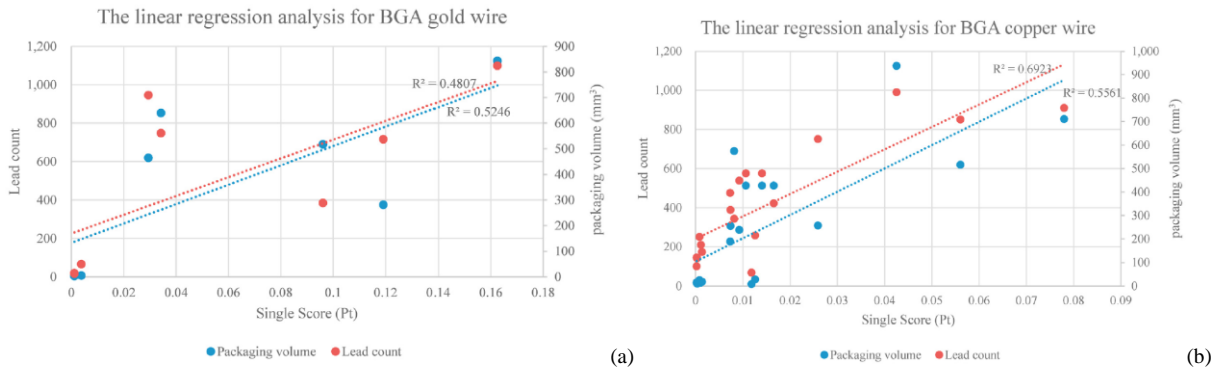 The linear regression analysis for BGA gold wire
1,200
1,000
800
600
400
200
0
Lead count
900
800
700
600
500
400
300
200
100
0
packaging volume (mm³)
R² = 0.4807
R² = 0.5246
0 0.02 0.04 0.06 0.08 0.1 0.12 0.14 0.16 0.18
Single Score (Pt)
Packaging volume Lead count
(a)
The linear regression analysis for BGA copper wire
1,200
1,000
800
600
400
200
0
Lead count
1,000
900
800
700
600
500
400
300
200
100
0
packaging volume (mm³)
R² = 0.6923
R² = 0.5561
0 0.01 0.02 0.03 0.04 0.05 0.06 0.07 0.08 0.09
Single Score (Pt)
Packaging volume Lead count
(b)